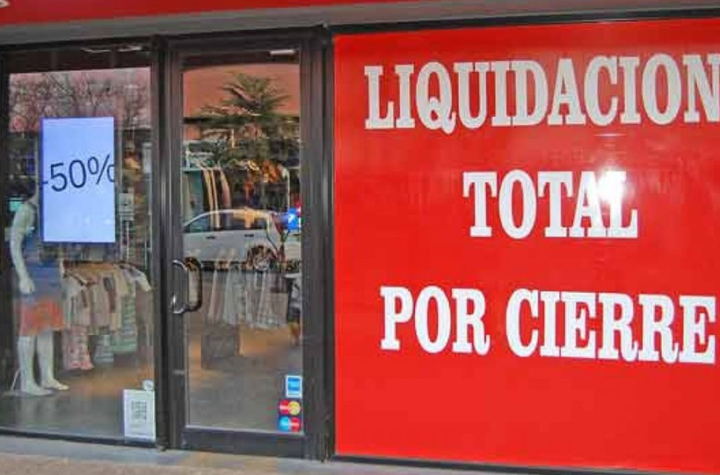 -50%
LIQUIDACION
TOTAL
POR CIERRE